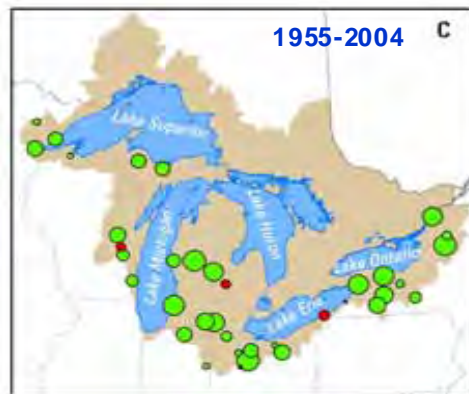 1955-2004
C
Lake Superior
Lake Michigan
Lake Huron
Lake Ontario
Lake Erie